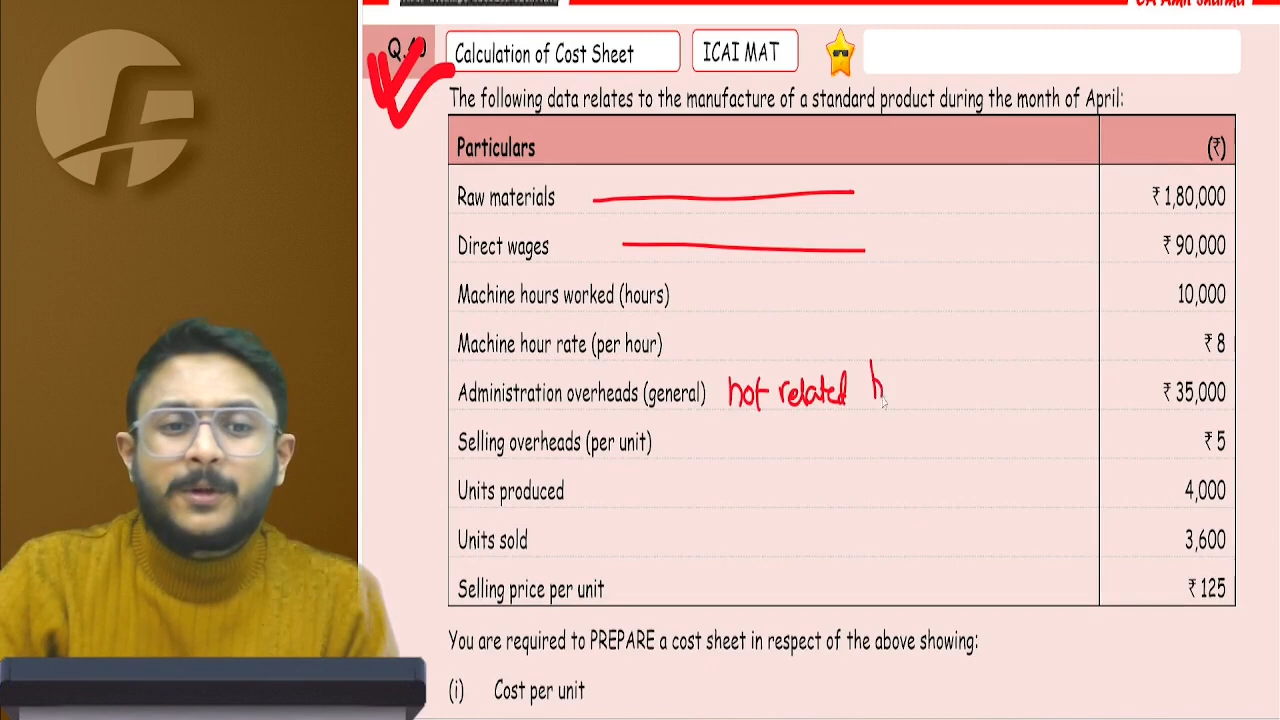 Q.
Calculation of Cost Sheet
ICAI MAT
The following data relates to the manufacture of a standard product during the month of April:
Particulars (₹)
Raw materials ₹ 1,80,000
Direct wages ₹ 90,000
Machine hours worked (hours) 10,000
Machine hour rate (per hour) ₹ 8
Administration overheads (general) not related h ₹ 35,000
Selling overheads (per unit) ₹ 5
Units produced 4,000
Units sold 3,600
Selling price per unit ₹ 125
You are required to PREPARE a cost sheet in respect of the above showing:
(i) Cost per unit